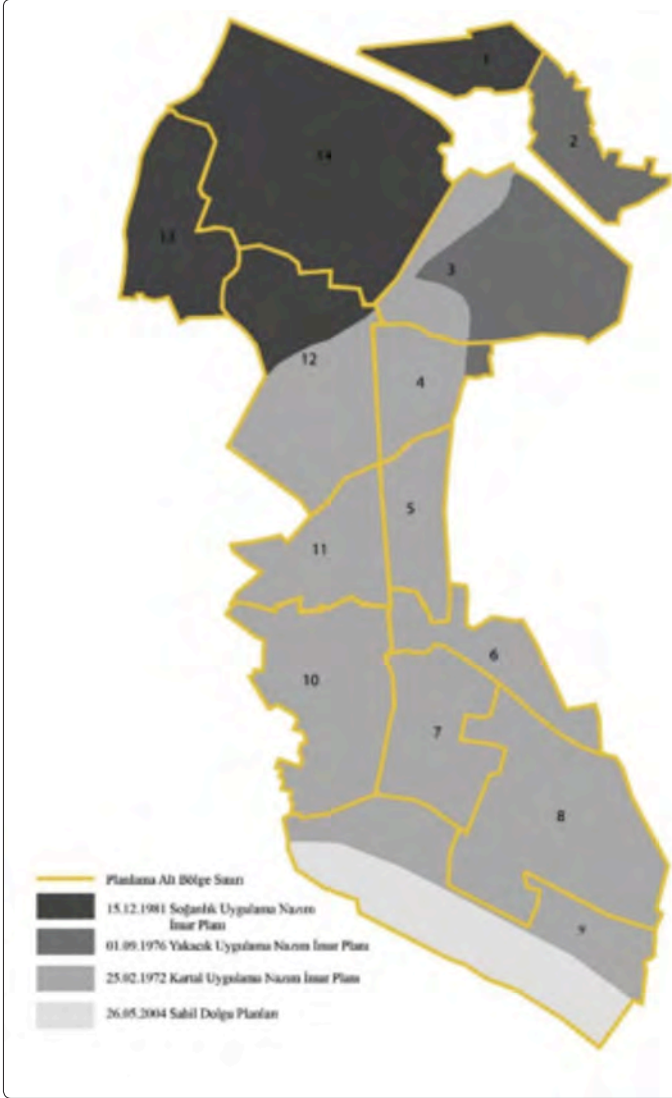 1
2
14
13
3
12
4
5
11
6
10
7
8
9
Planlama Alt Bölge Sınırı
15.12.1981 Soğanlık Uygulama Nazım
İmar Planı
01.09.1976 Yakacık Uygulama Nazım İmar Planı
25.02.1972 Kartal Uygulama Nazım İmar Planı
26.05.2004 Sahil Dolgu Planları